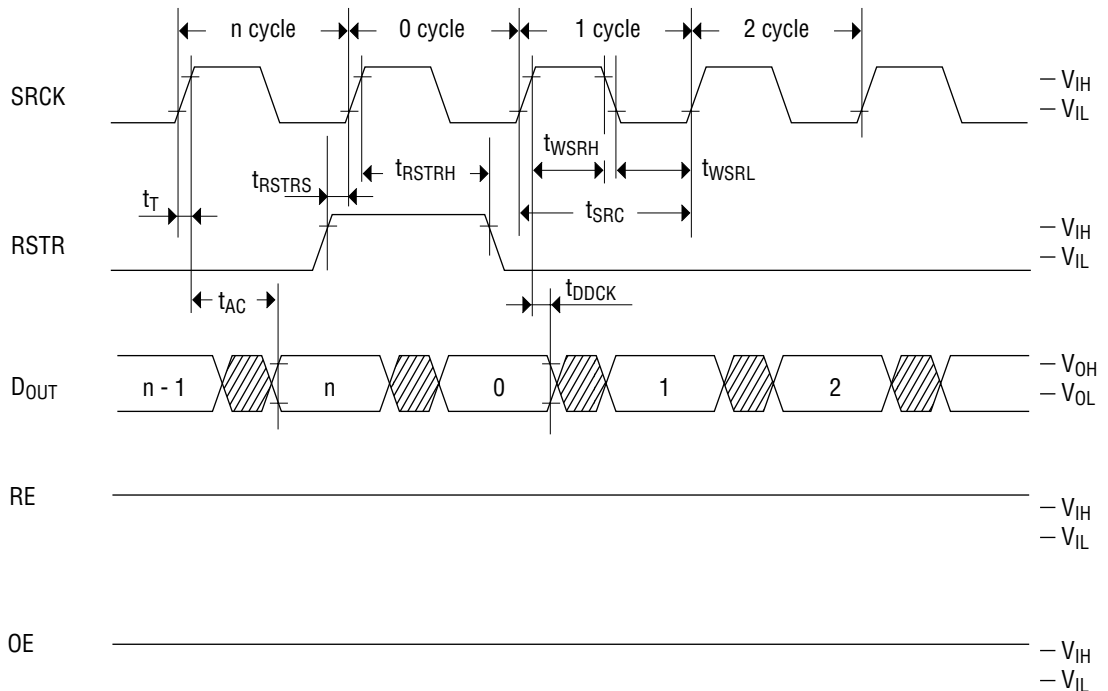 n cycle 0 cycle 1 cycle 2 cycle
SRCK
– VIH
– VIL
tWSRH
tWSRL
tRSTRS
tRSTRH
tT
tSRC
RSTR
– VIH
– VIL
tAC
tDDCK
DOUT
n - 1 n 0 1 2
– VOH
– VOL
RE
– VIH
– VIL
OE
– VIH
– VIL